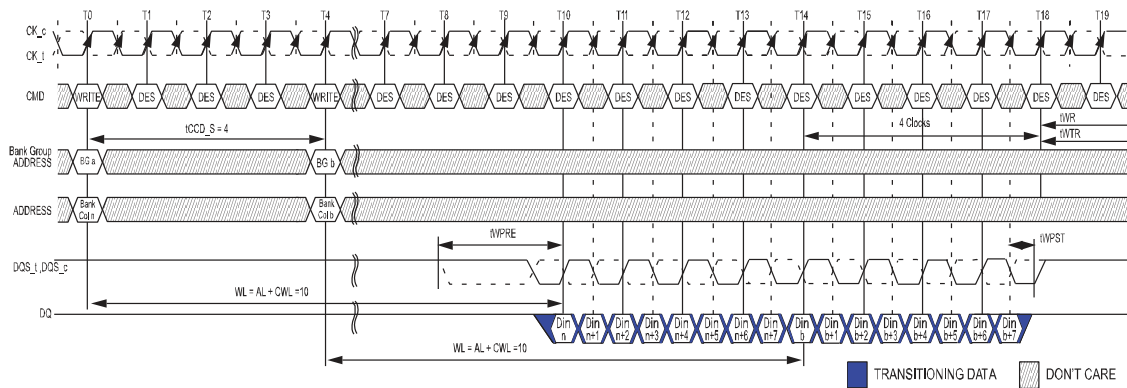 T0 T1 T2 T3 T4 T7 T8 T9 T10 T11 T12 T13 T14 T15 T16 T17 T18 T19
CK_c
CK_t
CMD WRITE DES DES DES WRITE DES DES DES DES DES DES DES DES DES DES DES DES DES
tCCD_S = 4 4 Clocks tWR
tWTR
Bank Group
ADDRESS BG a BG b
ADDRESS Bank Col n Bank Col b
tWPRE tWPST
DQS_t ,DQS_c
WL = AL + CWL =10
DQ Din n Din n+1 Din n+2 Din n+3 Din n+4 Din n+5 Din n+6 Din n+7 Din b Din b+1 Din b+2 Din b+3 Din b+4 Din b+5 Din b+6 Din b+7
WL = AL + CWL =10
TRANSITIONING DATA DON'T CARE